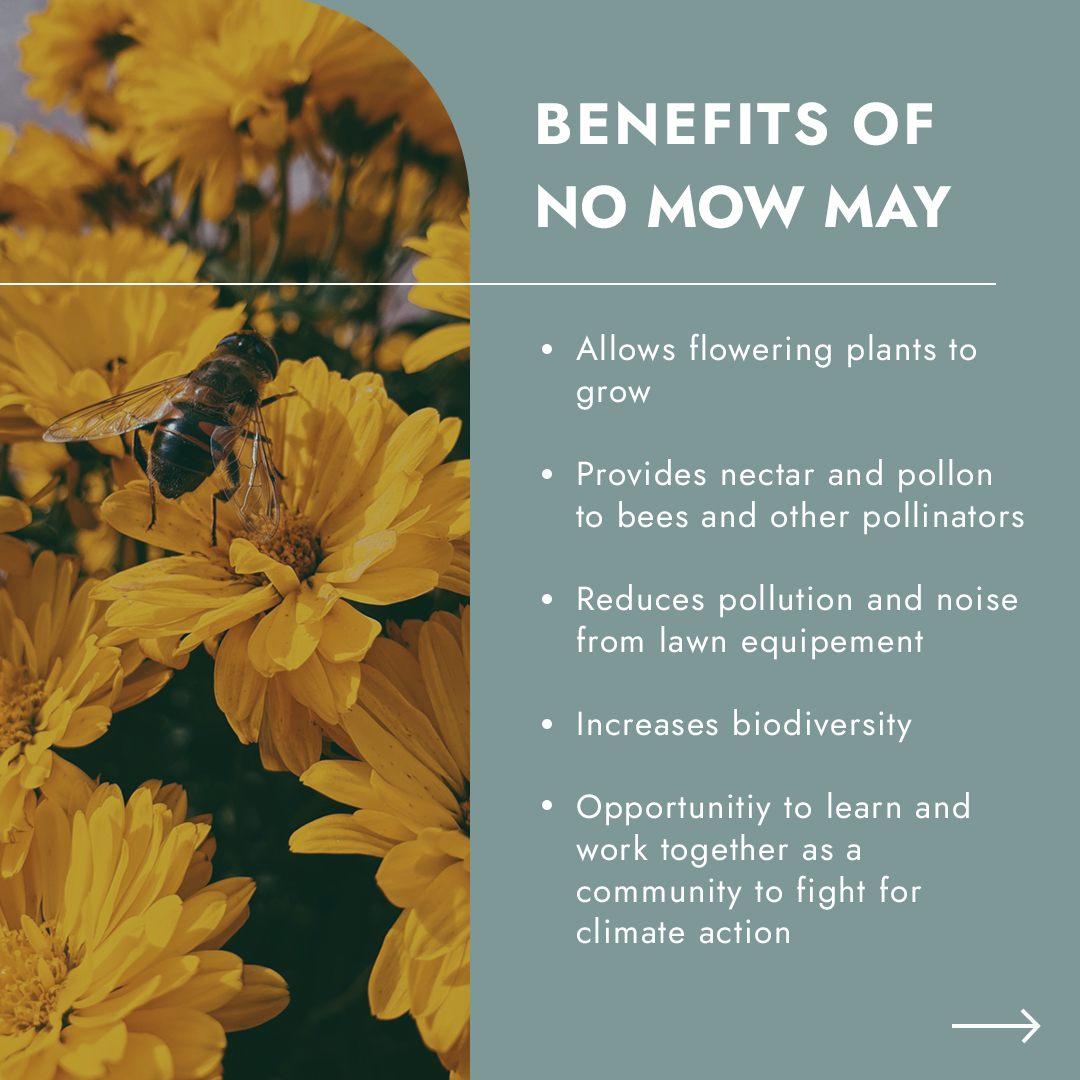 BENEFITS OF
NO MOW MAY
• Allows flowering plants to
grow
• Provides nectar and pollon
to bees and other pollinators
• Reduces pollution and noise
from lawn equipement
• Increases biodiversity
• Opportunitiy to learn and
work together as a
community to fight for
climate action